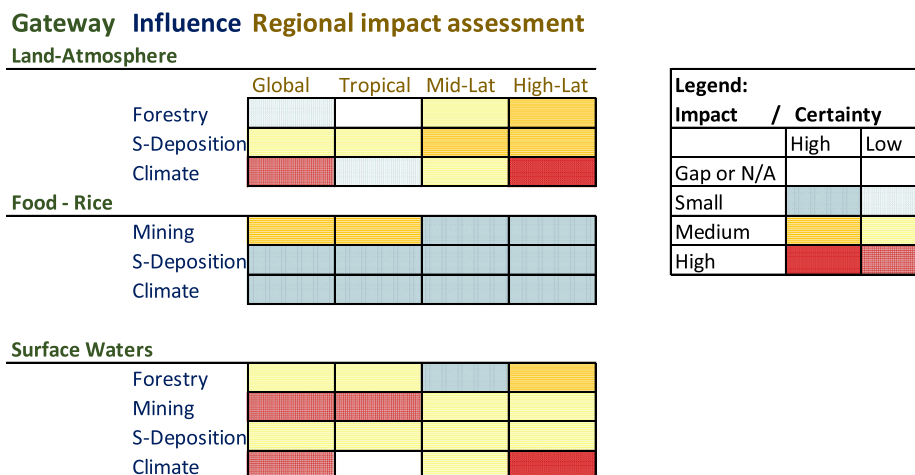 Gateway Influence Regional impact assessment
Land-Atmosphere
Global Tropical Mid-Lat High-Lat
Forestry
S-Deposition
Climate
Food - Rice
Mining
S-Deposition
Climate
Surface Waters
Forestry
Mining
S-Deposition
Climate
Legend:
Impact / Certainty
High Low
Gap or N/A
Small
Medium
High